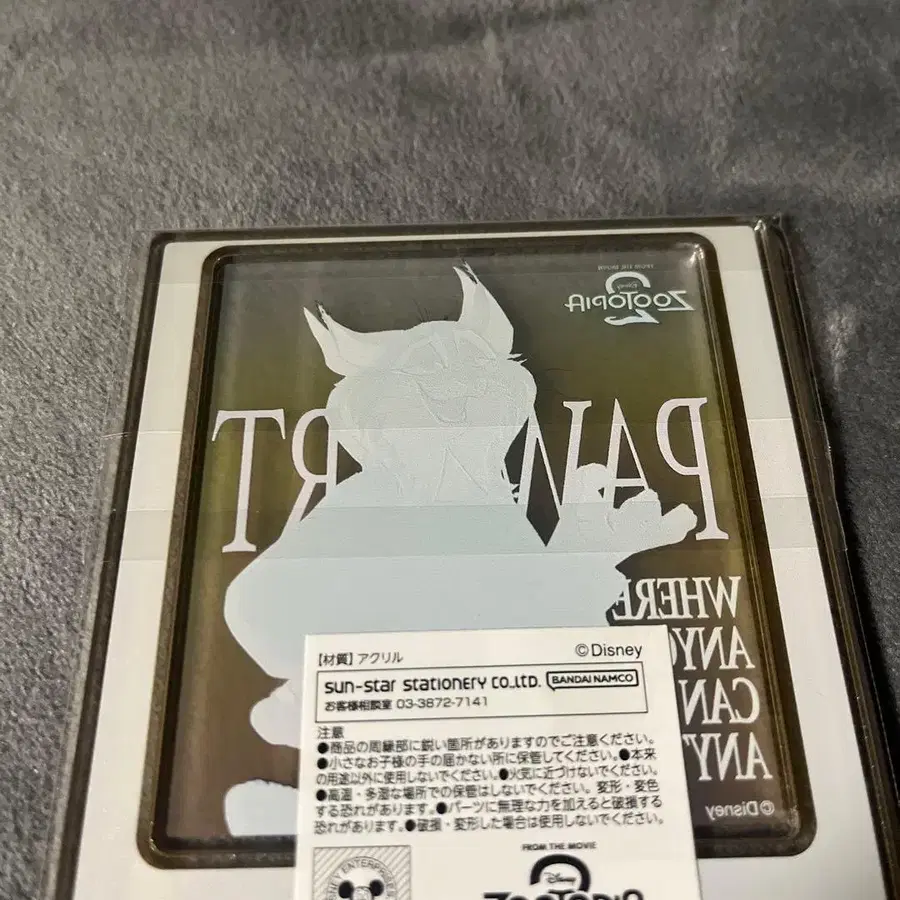 FROM THE MOVIE
Disney
ZOOTOPIA
2
PAW RT
WHERE
ANYO
CAN
ANY
©Disney
【材質】アクリル ©Disney
sun-star stationery co.,ltd. BANDAI NAMCO
お客様相談室 03-3872-7141
注意
●商品の周縁部に鋭い箇所がありますのでご注意ください。
●小さなお子様の手の届かない所に保管してください。●本来
の用途以外に使用しないでください。●火気に近づけないでください。
●高温・多湿な場所での保管はしないでください。変形・変色
する恐れがあります。●パーツに無理な力を加えると破損する
恐れがあります。●破損・変形した場合は使用しないでください。
FROM THE MOVIE
Disney
ZOOTOPIA
2